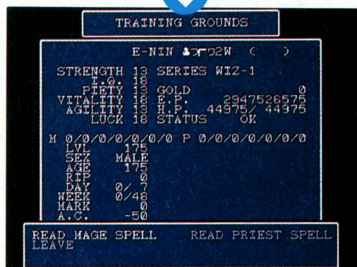 TRAINING GROUNDS
E-NIN W ( )
STRENGTH 13 SERIES WIZ-1
I.Q. 18
PIETY 13 GOLD 0
VITALITY 18 E.P. 2947526575
AGILITY 18 H.P. 44975/ 44975
LUCK 18 STATUS OK
M 0/0/0/0/0/0/0 P 0/0/0/0/0/0/0
LVL 175
SEX MALE
AGE 175
RIP 0
DAY 0/ 7
WEEK 0/48
MARK 0
A.C. -50
READ MAGE SPELL READ PRIEST SPELL
LEAVE